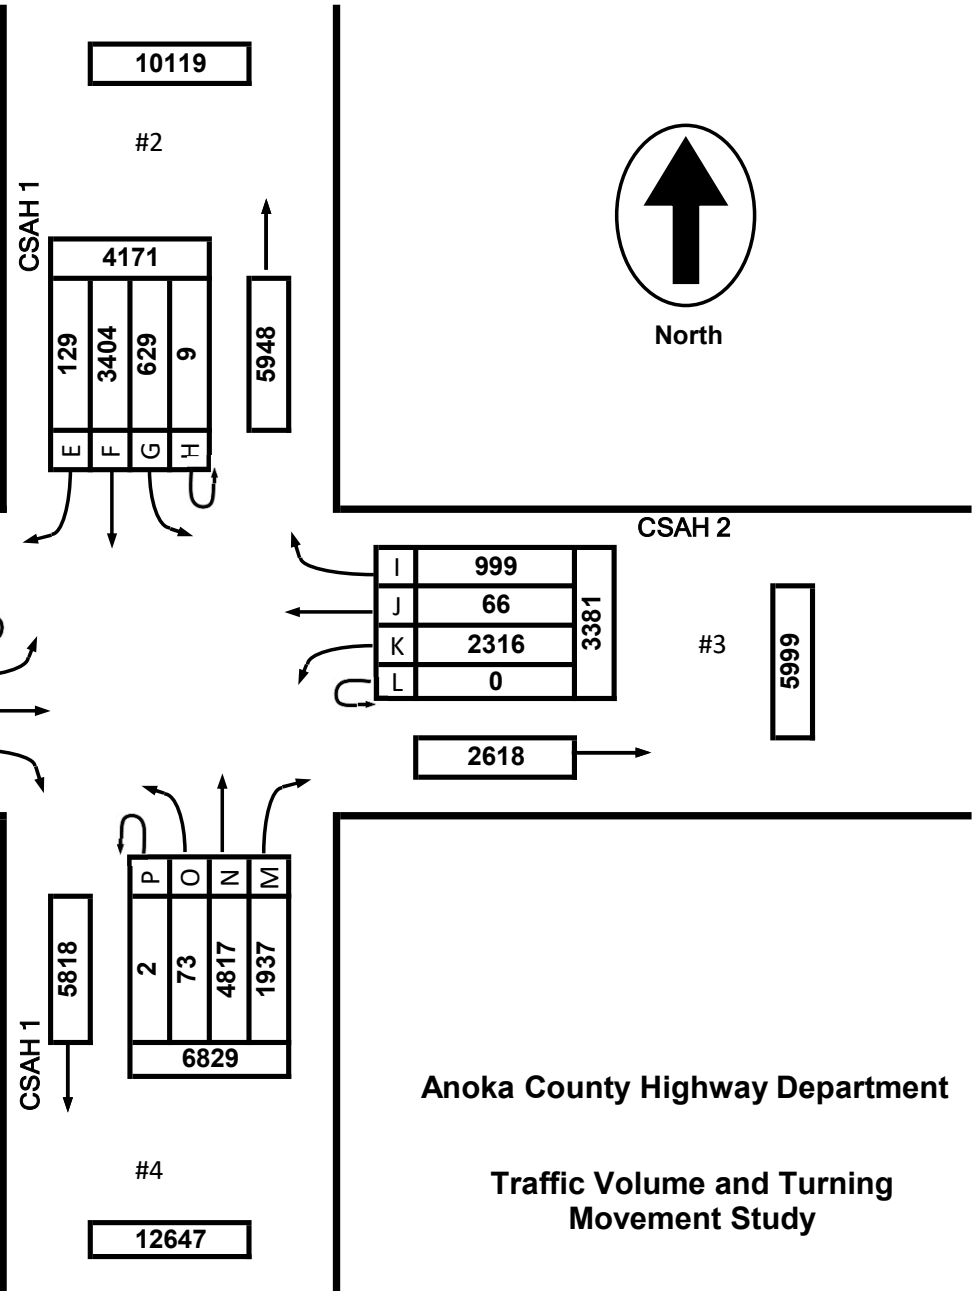 10119
#2
CSAH 1
4171
129
3404
629
9
5948
E
F
G
H
North
CSAH 2
I
999
J
66
K
2316
L
0
3381
#3
5999
2618
P
O
N
M
2
73
4817
1937
6829
5818
CSAH 1
#4
12647
Anoka County Highway Department
Traffic Volume and Turning
Movement Study